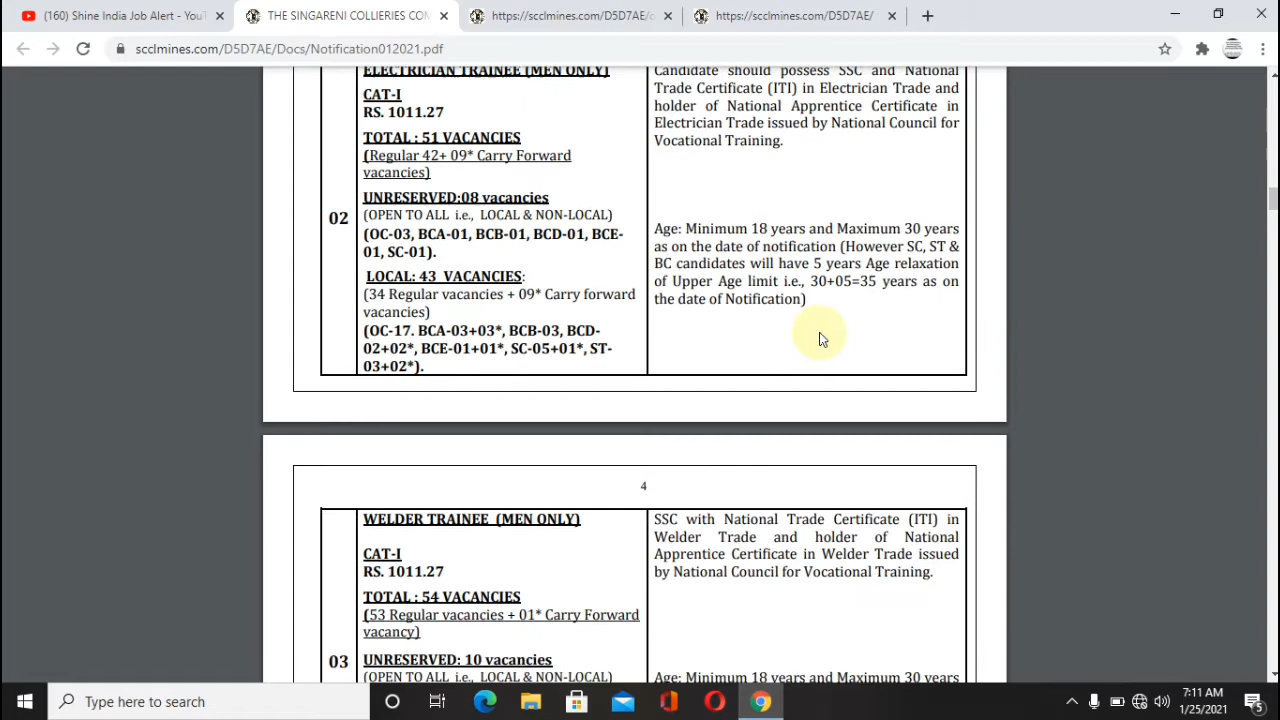 (160) Shine India Job Alert - YouT
THE SINGARENI COLLIERIES COM
https://scclmines.com/D5D7AE/
https://scclmines.com/D5D7AE/
scclmines.com/D5D7AE/Docs/Notification012021.pdf
ELECTRICIAN TRAINEE (MEN ONLY)
CAT-I
RS. 1011.27
TOTAL : 51 VACANCIES
(Regular 42+ 09* Carry Forward
vacancies)
UNRESERVED:08 vacancies
(OPEN TO ALL i.e., LOCAL & NON-LOCAL)
(OC-03, BCA-01, BCB-01, BCD-01, BCE-
01, SC-01).
LOCAL: 43 VACANCIES:
(34 Regular vacancies + 09* Carry forward
vacancies)
(OC-17. BCA-03+03*, BCB-03, BCD-
02+02*, BCE-01+01*, SC-05+01*, ST-
03+02*).
02
Candidate should possess SSC and National
Trade Certificate (ITI) in Electrician Trade and
holder of National Apprentice Certificate in
Electrician Trade issued by National Council for
Vocational Training.
Age: Minimum 18 years and Maximum 30 years
as on the date of notification (However SC, ST &
BC candidates will have 5 years Age relaxation
of Upper Age limit i.e., 30+05=35 years as on
the date of Notification)
4
WELDER TRAINEE (MEN ONLY)
CAT-I
RS. 1011.27
TOTAL : 54 VACANCIES
(53 Regular vacancies + 01* Carry Forward
vacancy)
03
UNRESERVED: 10 vacancies
(OPEN TO ALL i.e., LOCAL & NON-LOCAL)
SSC with National Trade Certificate (ITI) in
Welder Trade and holder of National
Apprentice Certificate in Welder Trade issued
by National Council for Vocational Training.
Age: Minimum 18 years and Maximum 30 years
Type here to search
7:11 AM
1/25/2021
5